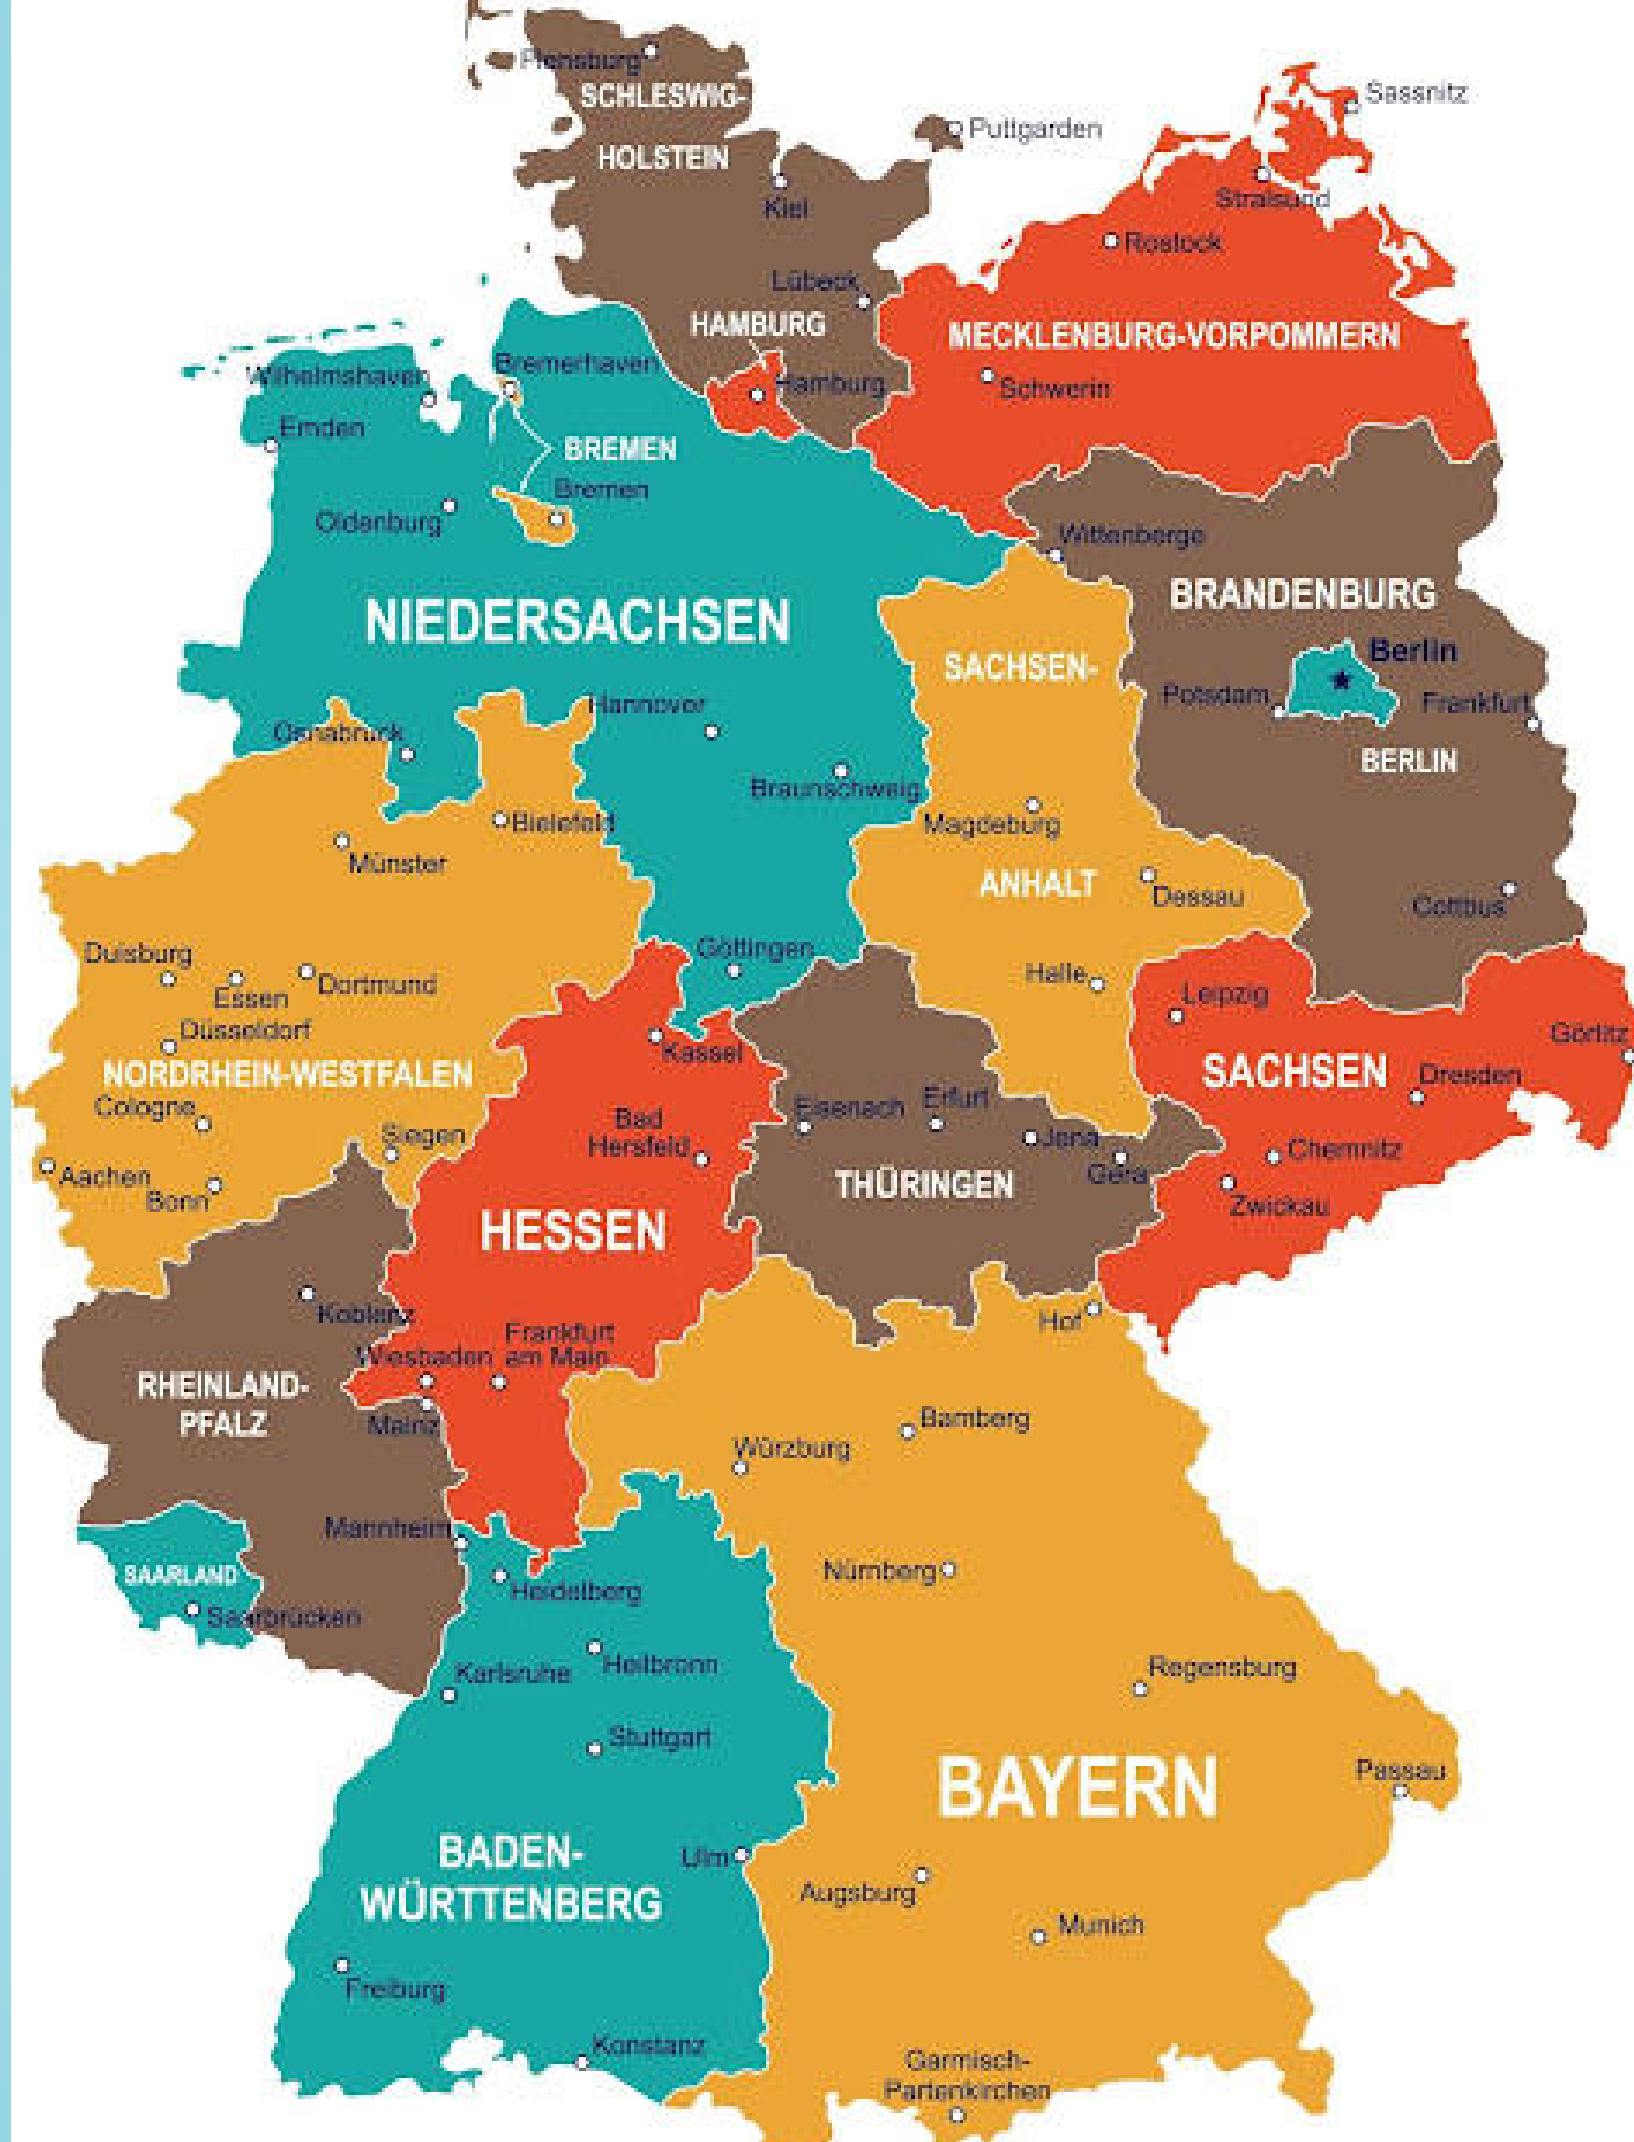 Flensburg
SCHLESWIG-
Sassnitz
Puttgarden
HOLSTEIN
Stralsund
Kiel
Rostock
Lübeck
HAMBURG
MECKLENBURG-VORPOMMERN
Bremerhaven
Wilhelmshaven
Hamburg
Schwerin
Emden
BREMEN
Bremen
Oldenburg
Wittenberge
BRANDENBURG
NIEDERSACHSEN
Berlin
SACHSEN-
Potsdam
Frankfurt
Hannover
Osnabruck
BERLIN
Braunschweig
Bielefeld
Magdeburg
Münster
ANHALT
Dessau
Cottbus
Göttingen
Duisburg
Halle
Dortmund
Essen
Leipzig
Düsseldorf
Görlitz
Kassel
NORDRHEIN-WESTFALEN
SACHSEN
Dresden
Cologne
Eisenach
Erfurt
Bad
Hersfeld
Siegen
Jena
Chemnitz
Aachen
Gera
THÜRINGEN
Bonn
Zwickau
HESSEN
Koblenz
Hof
Frankfurt
am Main
Wiesbaden
RHEINLAND-
PFALZ
Mainz
Bamberg
Würzburg
Mannheim
Nürnberg
SAARLAND
Heidelberg
Saarbrücken
Heilbronn
Karlsruhe
Regensburg
Stuttgart
Passau
BAYERN
BADEN-
WÜRTTENBERG
Ulm
Augsburg
Munich
Freiburg
Konstanz
Garmisch-
Partenkirchen